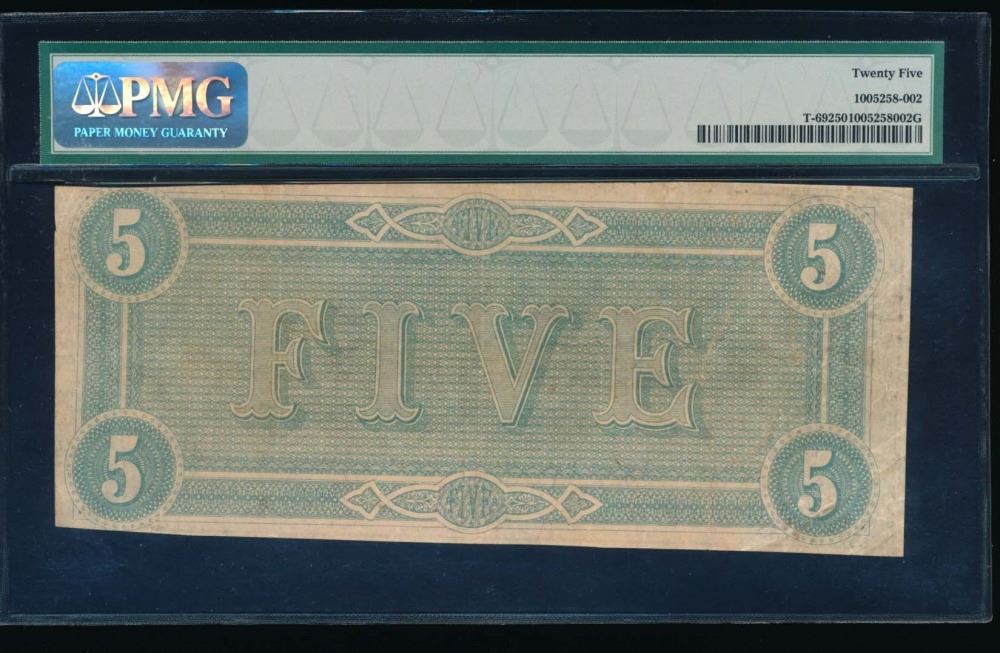 PMG
PAPER MONEY GUARANTY
Twenty Five
1005258-002
T-692501005258002G
5
FIVE
5
FIVE
5
FIVE
5